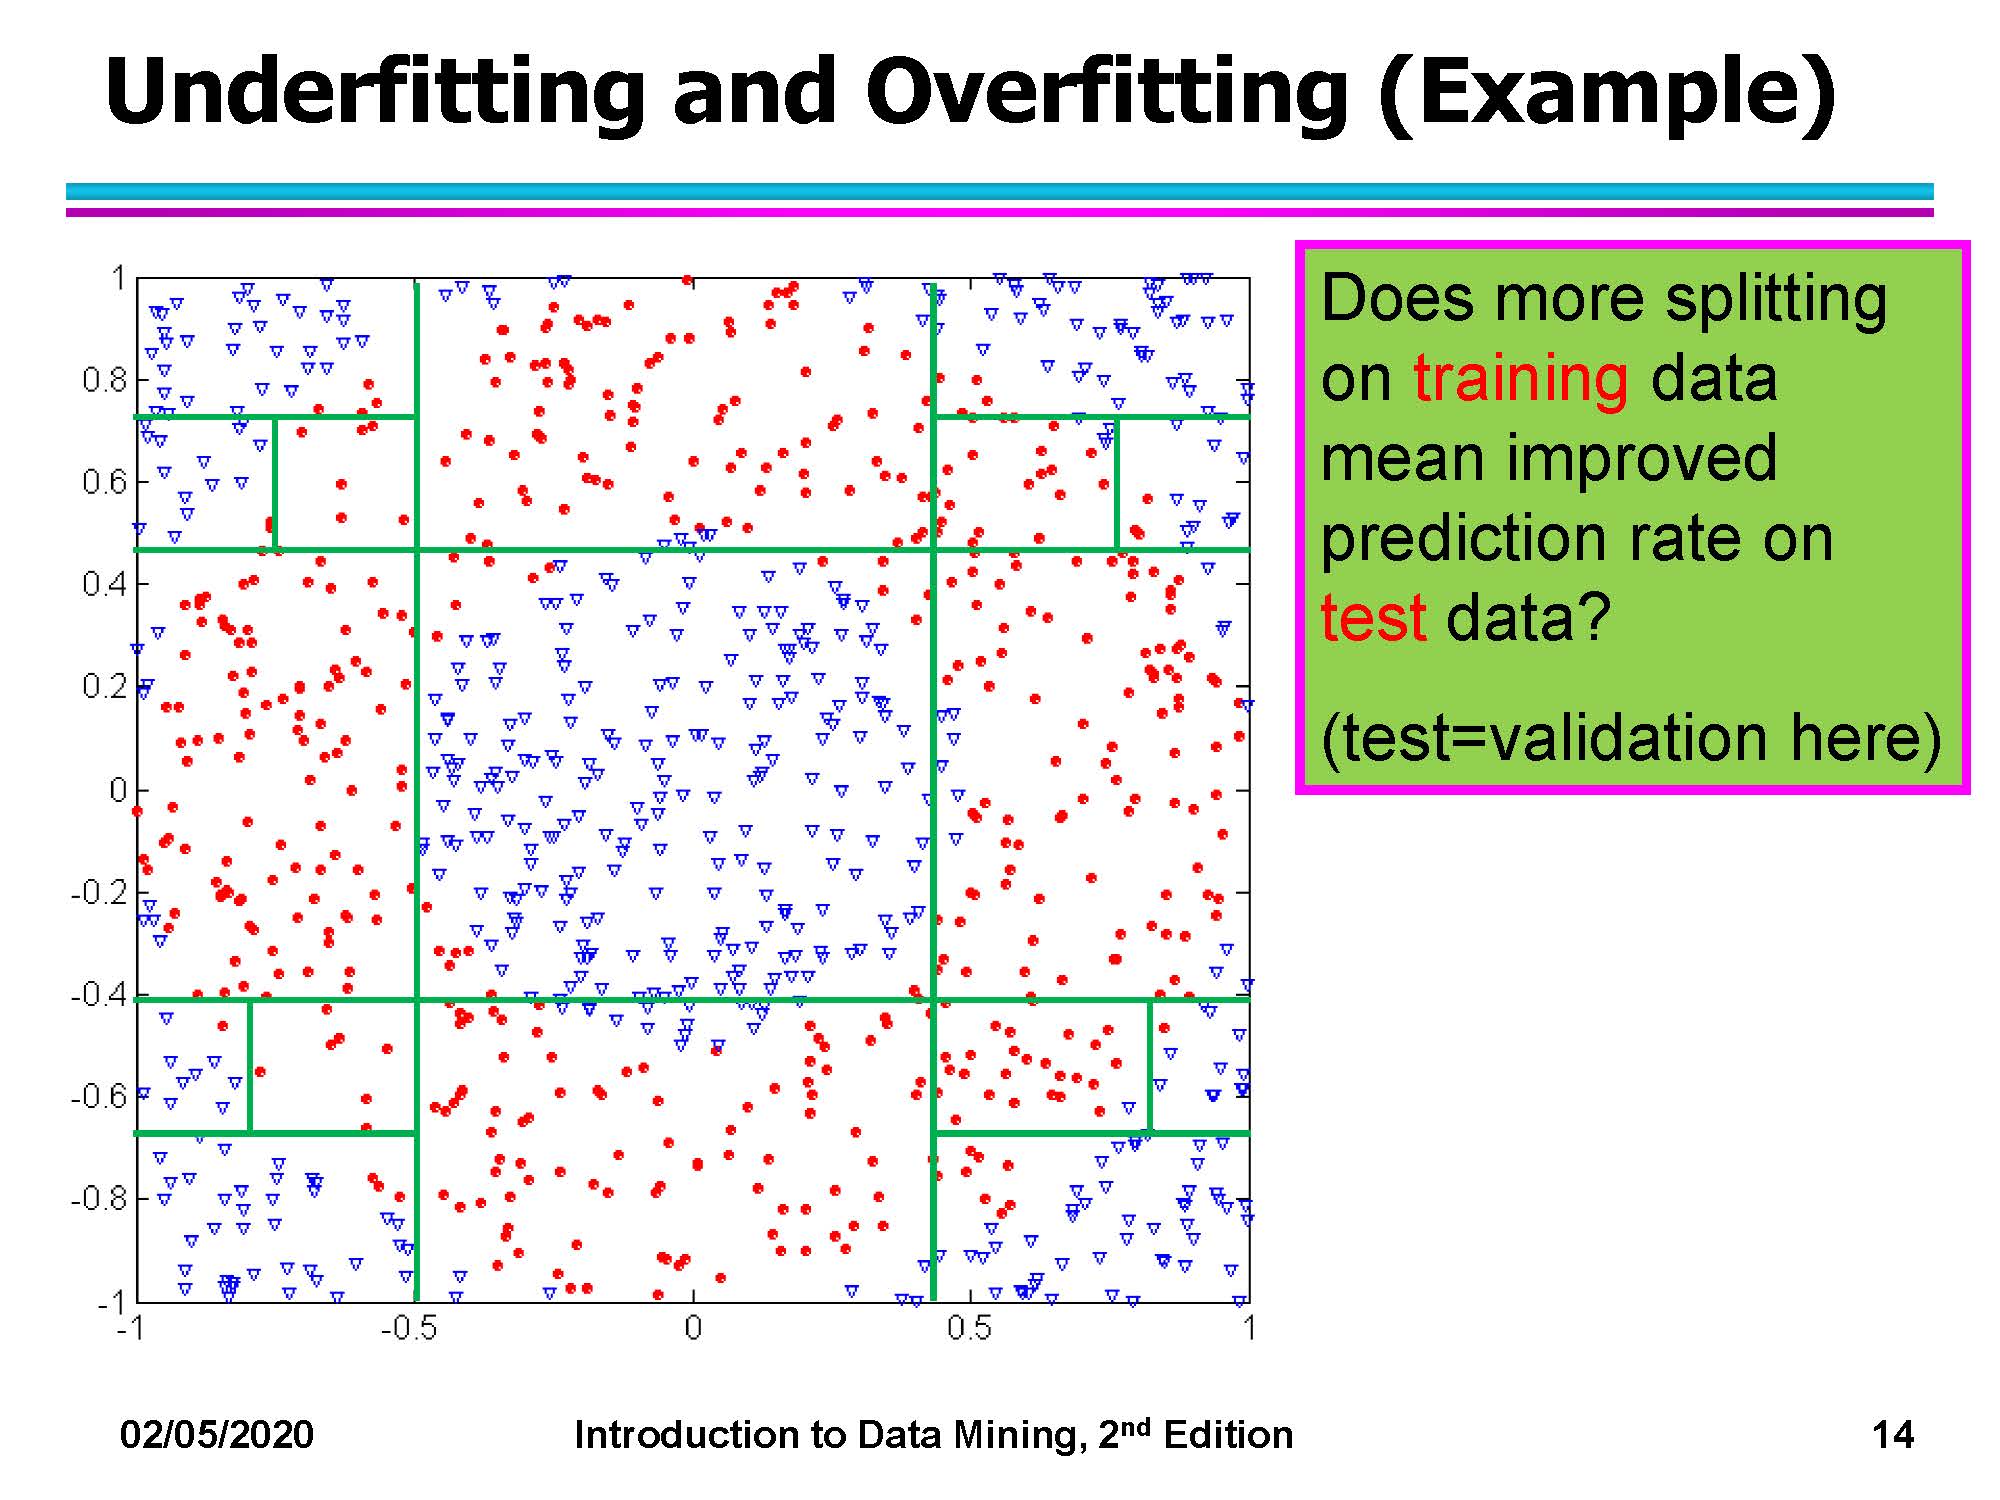 Underfitting and Overfitting (Example)
Does more splitting
on training data
mean improved
prediction rate on
test data?
(test=validation here)
1
0.8
0.6
0.4
0.2
0
-0.2
-0.4
-0.6
-0.8
-1
-1 -0.5 0 0.5 1
02/05/2020 Introduction to Data Mining, 2nd Edition 14